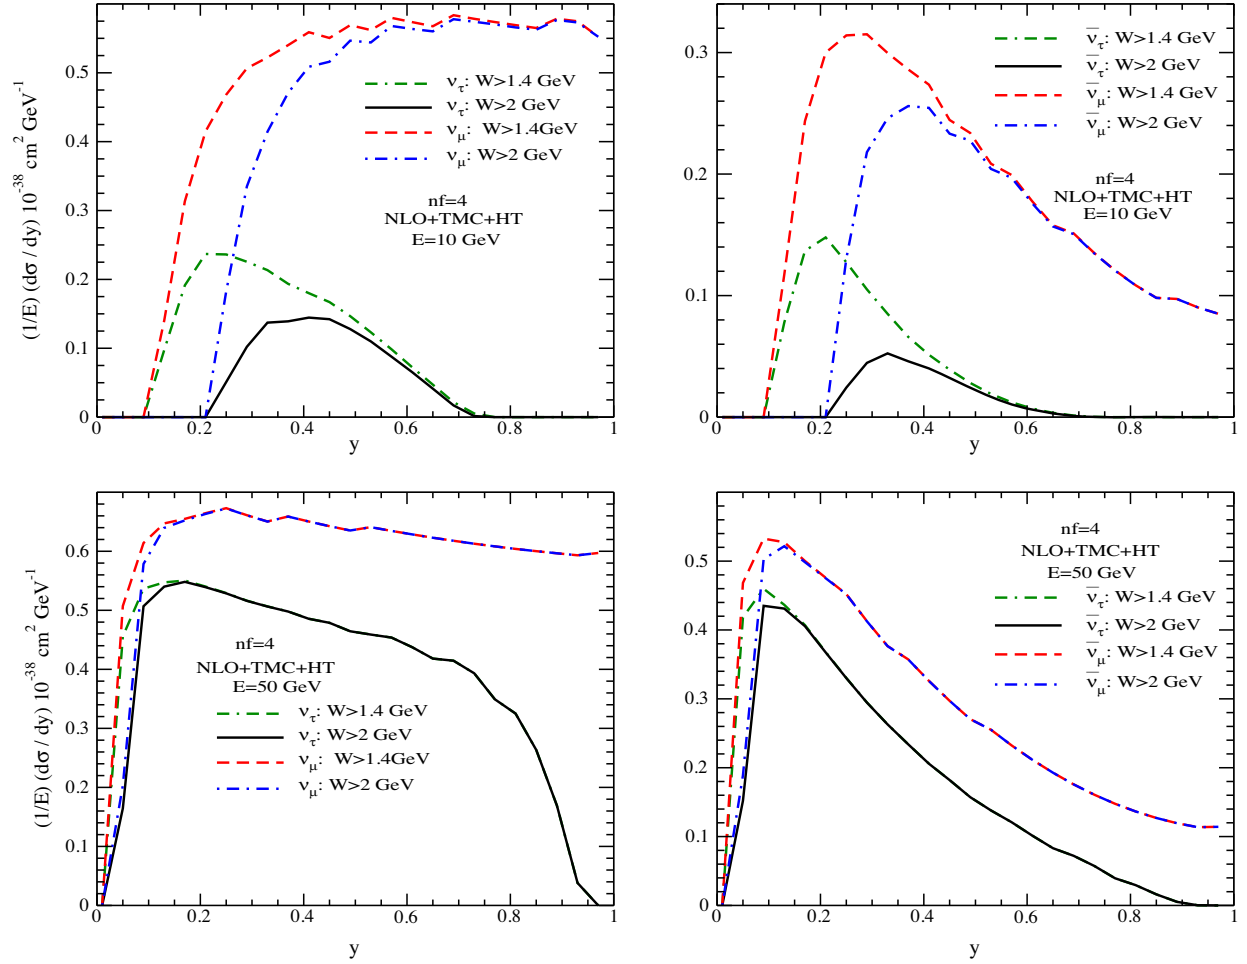 (1/E) (dσ / dy) 10⁻³⁸ cm² GeV⁻¹
0.5
0.4
0.3
0.2
0.1
0
0 0.2 0.4 0.6 0.8 1
y
ν_τ: W>1.4 GeV
ν_τ: W>2 GeV
ν_μ: W>1.4GeV
ν_μ: W>2 GeV
nf=4
NLO+TMC+HT
E=10 GeV
0.3
0.2
0.1
0
0 0.2 0.4 0.6 0.8 1
y
ν̅_τ: W>1.4 GeV
ν̅_τ: W>2 GeV
ν̅_μ: W>1.4 GeV
ν̅_μ: W>2 GeV
nf=4
NLO+TMC+HT
E=10 GeV
(1/E) (dσ / dy) 10⁻³⁸ cm² GeV⁻¹
0.6
0.5
0.4
0.3
0.2
0.1
0
0 0.2 0.4 0.6 0.8 1
y
nf=4
NLO+TMC+HT
E=50 GeV
ν_τ: W>1.4 GeV
ν_τ: W>2 GeV
ν_μ: W>1.4GeV
ν_μ: W>2 GeV
0.5
0.4
0.3
0.2
0.1
0
0 0.2 0.4 0.6 0.8 1
y
nf=4
NLO+TMC+HT
E=50 GeV
ν̅_τ: W>1.4 GeV
ν̅_τ: W>2 GeV
ν̅_μ: W>1.4 GeV
ν̅_μ: W>2 GeV